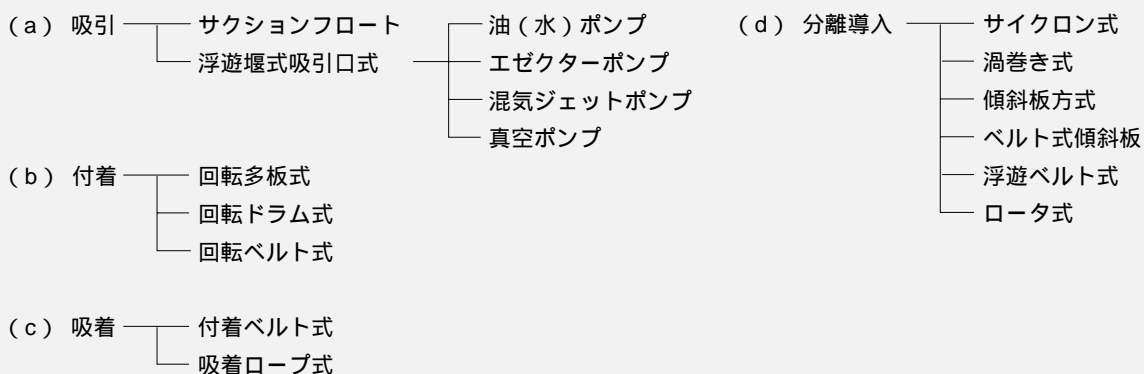 (a) 吸引 サクションフロート
浮遊堰式吸引口式
油(水)ポンプ
エゼクターポンプ
混気ジェットポンプ
真空ポンプ
(b) 付着 回転多板式
回転ドラム式
回転ベルト式
(c) 吸着 付着ベルト式
吸着ロープ式
(d) 分離導入 サイクロン式
渦巻き式
傾斜板方式
ベルト式傾斜板
浮遊ベルト式
ロータ式